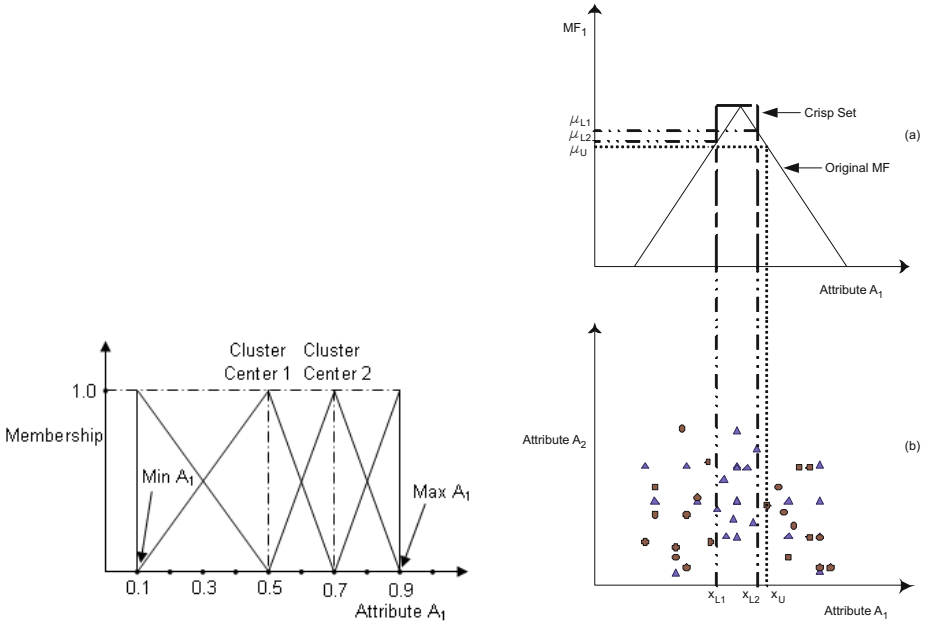 Cluster Center 1
Cluster Center 2
1.0
Membership
Min A1
Max A1
0.1 0.3 0.5 0.7 0.9
Attribute A1
MF1
μL1
μL2
μU
Crisp Set
Original MF
(a)
Attribute A1
Attribute A2
(b)
xL1 xL2 xU
Attribute A1